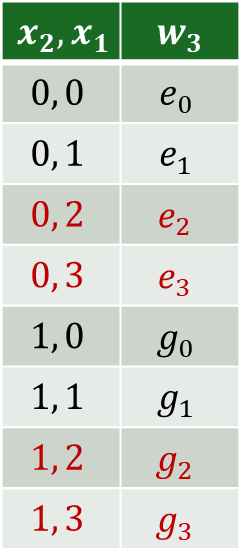 x₂, x₁ w₃
0, 0 e₀
0, 1 e₁
0, 2 e₂
0, 3 e₃
1, 0 g₀
1, 1 g₁
1, 2 g₂
1, 3 g₃